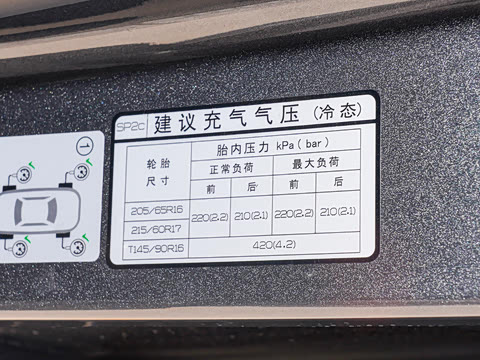 SP2c 建议充气气压 (冷态)
轮胎尺寸 胎内压力 kPa ( bar )
正常负荷 最大负荷
前 后 前 后
205/65R16
215/60R17 220(2.2) 210(2.1) 220(2.2) 210(2.1)
T145/90R16 420(4.2)
1